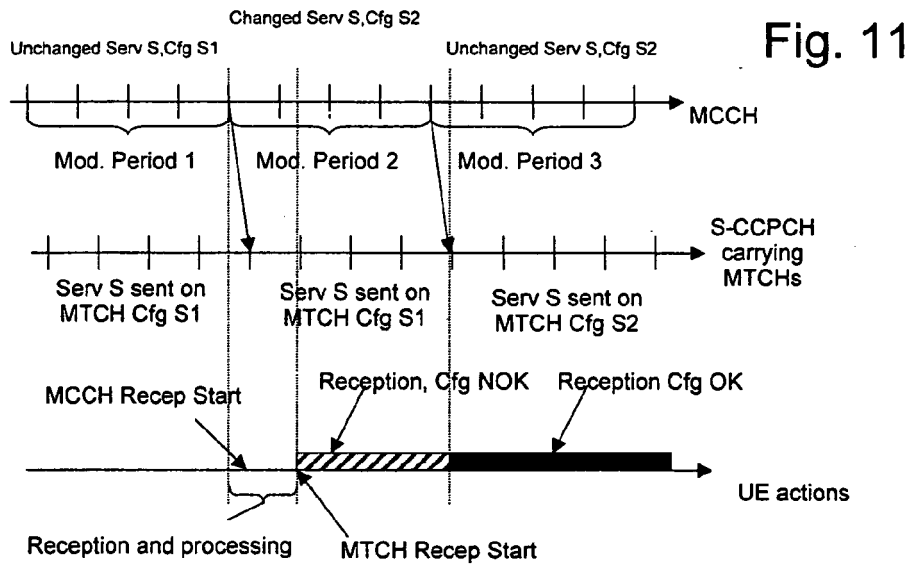 Changed Serv S,Cfg S2
Unchanged Serv S,Cfg S1
Unchanged Serv S,Cfg S2
Fig. 11
MCCH
Mod. Period 1
Mod. Period 2
Mod. Period 3
S-CCPCH
carrying
MTCHs
Serv S sent on
MTCH Cfg S1
Serv S sent on
MTCH Cfg S1
Serv S sent on
MTCH Cfg S2
MCCH Recep Start
Reception, Cfg NOK
Reception Cfg OK
UE actions
Reception and processing
MTCH Recep Start